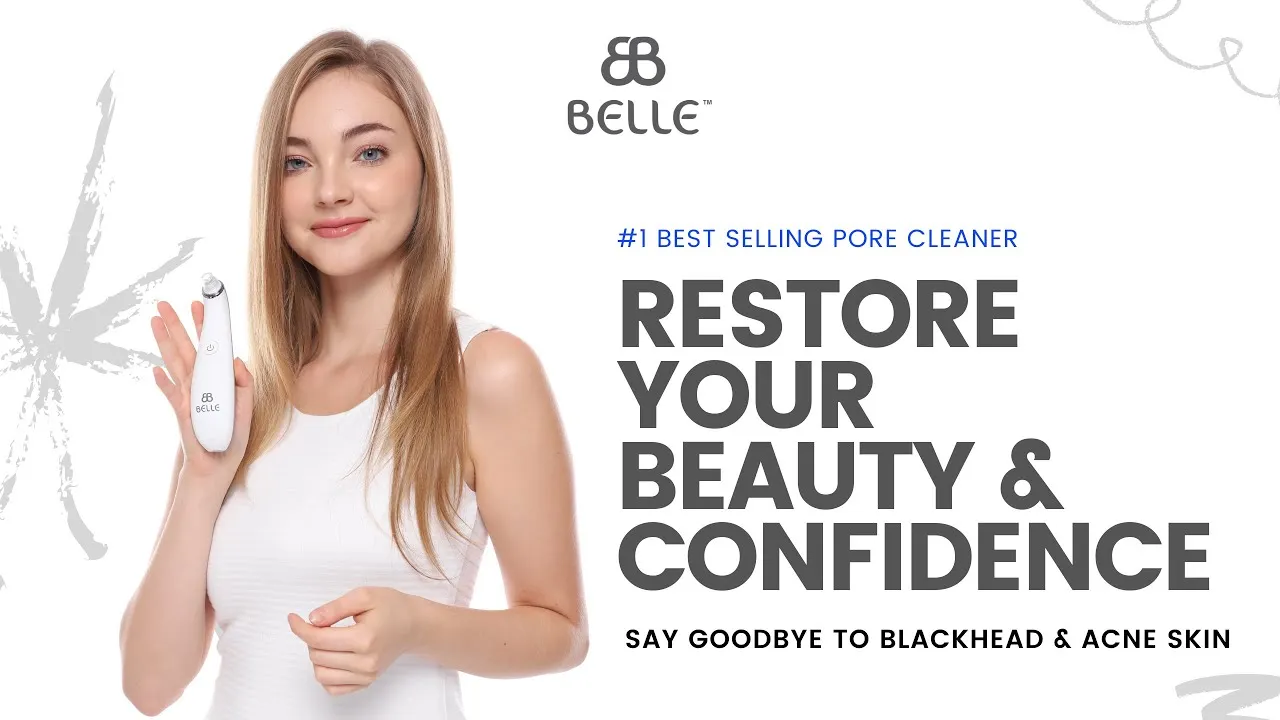 BELLE™
#1 BEST SELLING PORE CLEANER
RESTORE
YOUR
BEAUTY &
CONFIDENCE
SAY GOODBYE TO BLACKHEAD & ACNE SKIN
BELLE